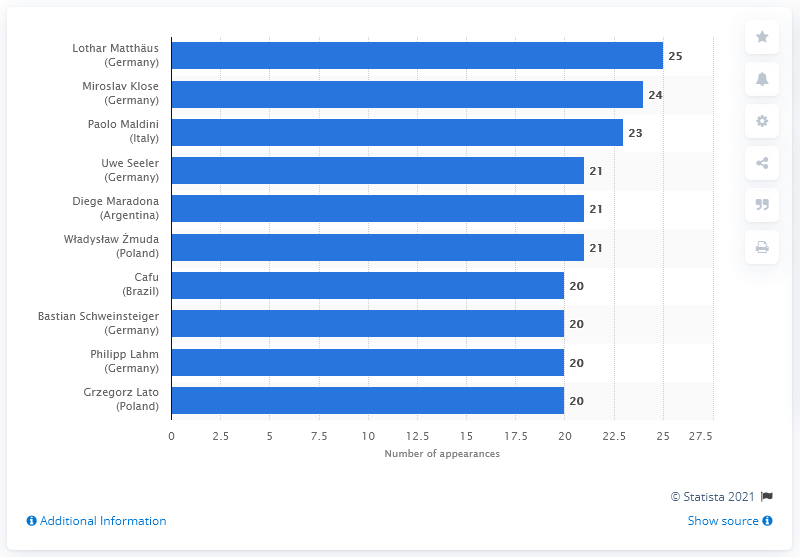 Lothar Matthäus
(Germany)
25
Miroslav Klose
(Germany)
24
Paolo Maldini
(Italy)
23
Uwe Seeler
(Germany)
21
Diege Maradona
(Argentina)
21
Władysław Żmuda
(Poland)
21
Cafu
(Brazil)
20
Bastian Schweinsteiger
(Germany)
20
Philipp Lahm
(Germany)
20
Grzegorz Lato
(Poland)
20
0 2.5 5 7.5 10 12.5 15 17.5 20 22.5 25 27.5
Number of appearances
© Statista 2021
Additional Information
Show source